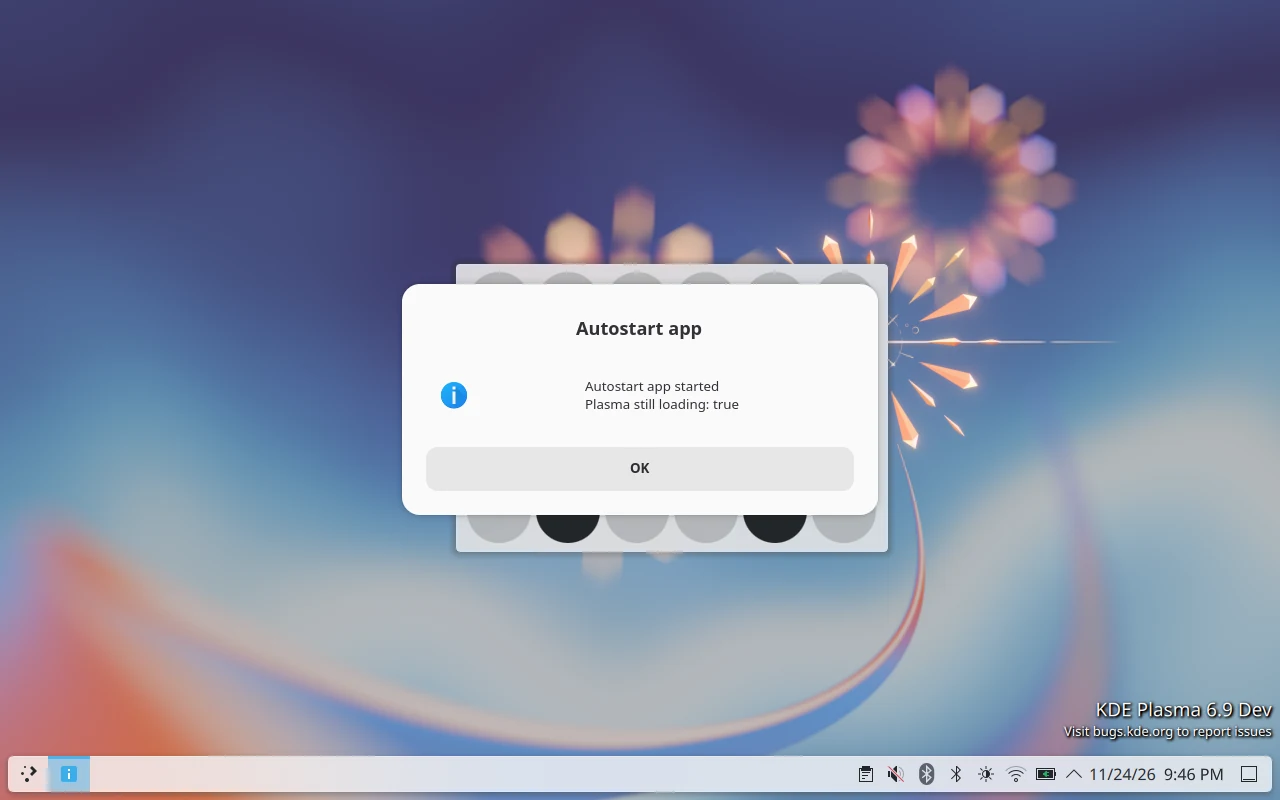 Autostart app
Autostart app started
Plasma still loading: true
OK
KDE Plasma 6.9 Dev
Visit bugs.kde.org to report issues
11/24/26 9:46 PM